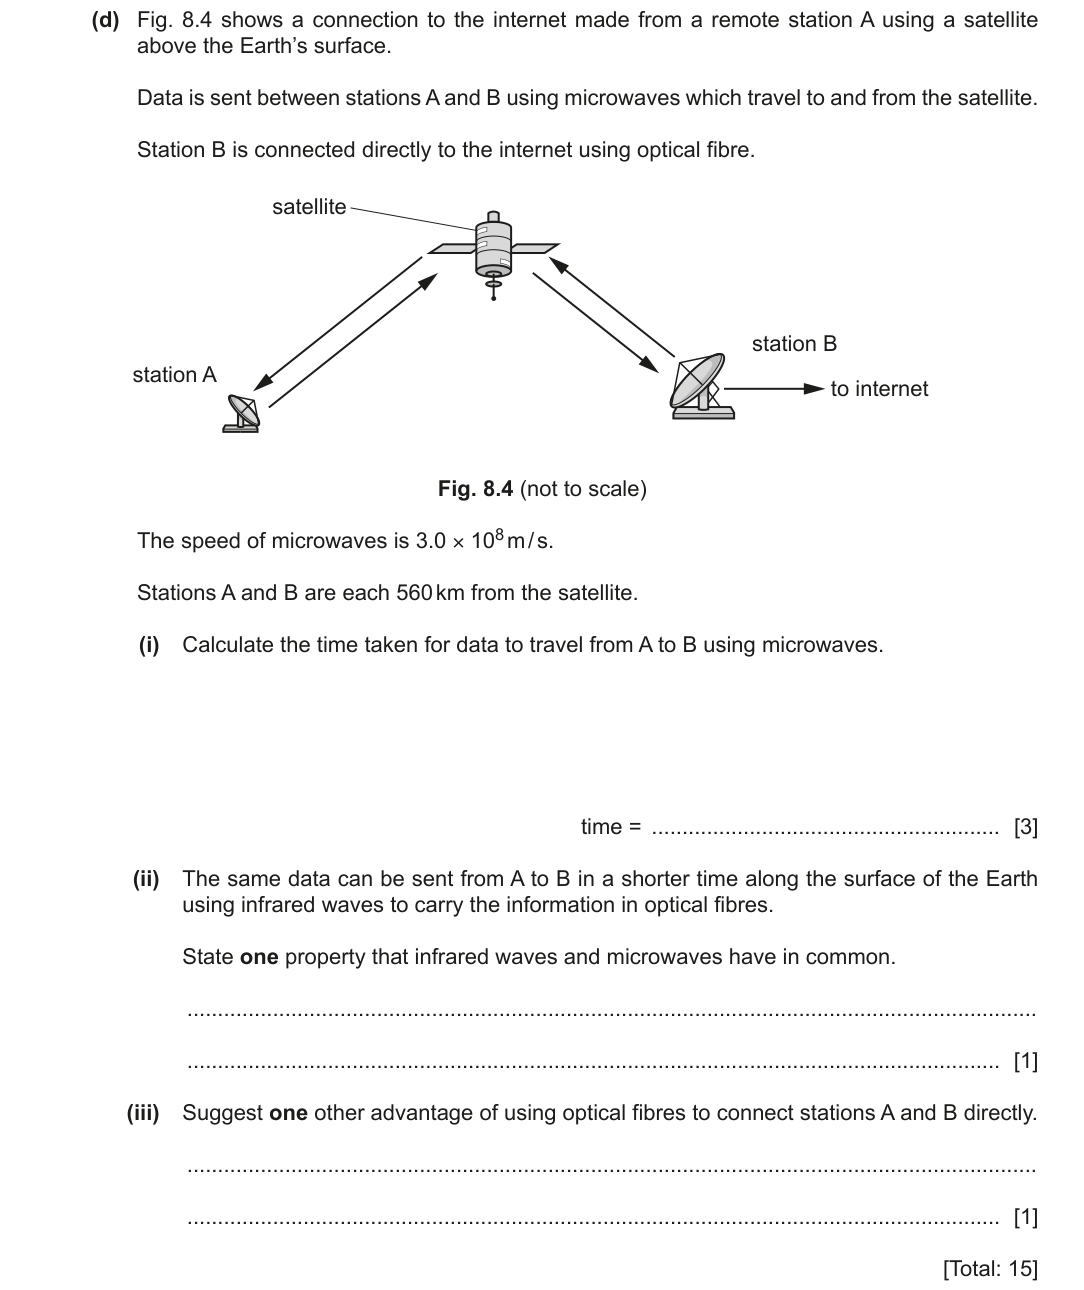 (d) Fig. 8.4 shows a connection to the internet made from a remote station A using a satellite
above the Earth’s surface.
Data is sent between stations A and B using microwaves which travel to and from the satellite.
Station B is connected directly to the internet using optical fibre.
satellite
station B
station A
to internet
Fig. 8.4 (not to scale)
The speed of microwaves is 3.0 × 10⁸ m / s.
Stations A and B are each 560 km from the satellite.
(i) Calculate the time taken for data to travel from A to B using microwaves.
time = ......................................................... [3]
(ii) The same data can be sent from A to B in a shorter time along the surface of the Earth
using infrared waves to carry the information in optical fibres.
State one property that infrared waves and microwaves have in common.
...........................................................................................................................................
..................................................................................................................................... [1]
(iii) Suggest one other advantage of using optical fibres to connect stations A and B directly.
...........................................................................................................................................
..................................................................................................................................... [1]
[Total: 15]